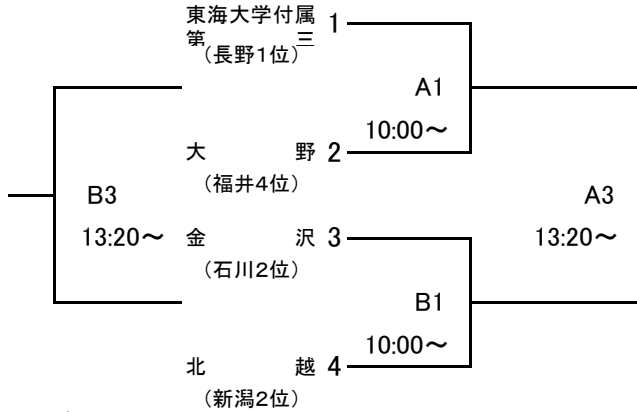 東海大学付属
第三
1
(長野1位)
A1
10:00～
大野 2
(福井4位)
B3
13:20～
A3
13:20～
金沢 3
(石川2位)
B1
10:00～
北越 4
(新潟2位)